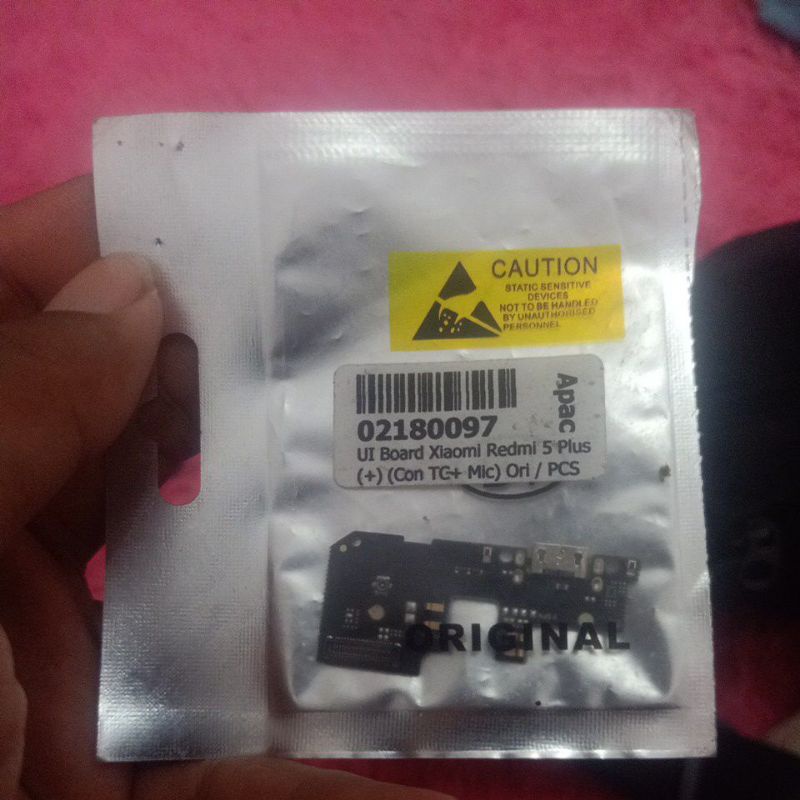 CAUTION
STATIC SENSITIVE
DEVICES
NOT TO BE HANDLED
BY UNAUTHORISED
PERSONNEL
Apac
02180097
UI Board Xiaomi Redmi 5 Plus
(+) (Con TC+ Mic) Ori / PCS
ORIGINAL